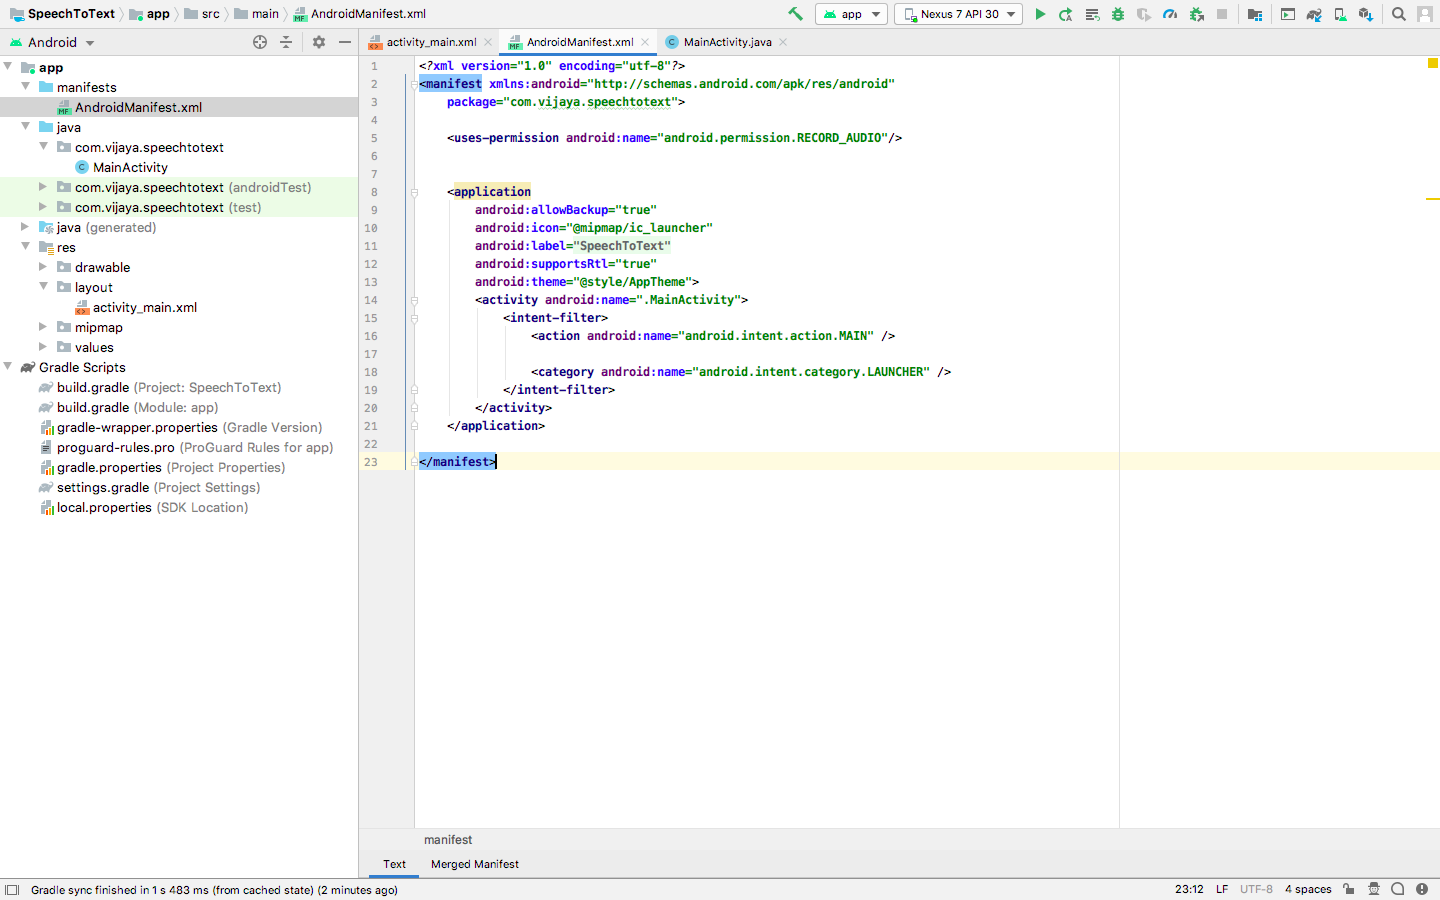 SpeechToText app src main AndroidManifest.xml app Nexus 7 API 30
Android
activity_main.xml AndroidManifest.xml MainActivity.java
app
manifests
AndroidManifest.xml
java
com.vijaya.speechtotext
MainActivity
com.vijaya.speechtotext (androidTest)
com.vijaya.speechtotext (test)
java (generated)
res
drawable
layout
activity_main.xml
mipmap
values
Gradle Scripts
build.gradle (Project: SpeechToText)
build.gradle (Module: app)
gradle-wrapper.properties (Gradle Version)
proguard-rules.pro (ProGuard Rules for app)
gradle.properties (Project Properties)
settings.gradle (Project Settings)
local.properties (SDK Location)
1 <?xml version="1.0" encoding="utf-8"?>
2 <manifest xmlns:android="http://schemas.android.com/apk/res/android"
3 package="com.vijaya.speechtotext">
4
5 <uses-permission android:name="android.permission.RECORD_AUDIO"/>
6
7
8 <application
9 android:allowBackup="true"
10 android:icon="@mipmap/ic_launcher"
11 android:label="SpeechToText"
12 android:supportsRtl="true"
13 android:theme="@style/AppTheme">
14 <activity android:name=".MainActivity">
15 <intent-filter>
16 <action android:name="android.intent.action.MAIN" />
17
18 <category android:name="android.intent.category.LAUNCHER" />
19 </intent-filter>
20 </activity>
21 </application>
22
23 </manifest>
manifest
Text Merged Manifest
Gradle sync finished in 1 s 483 ms (from cached state) (2 minutes ago) 23:12 LF UTF-8 4 spaces